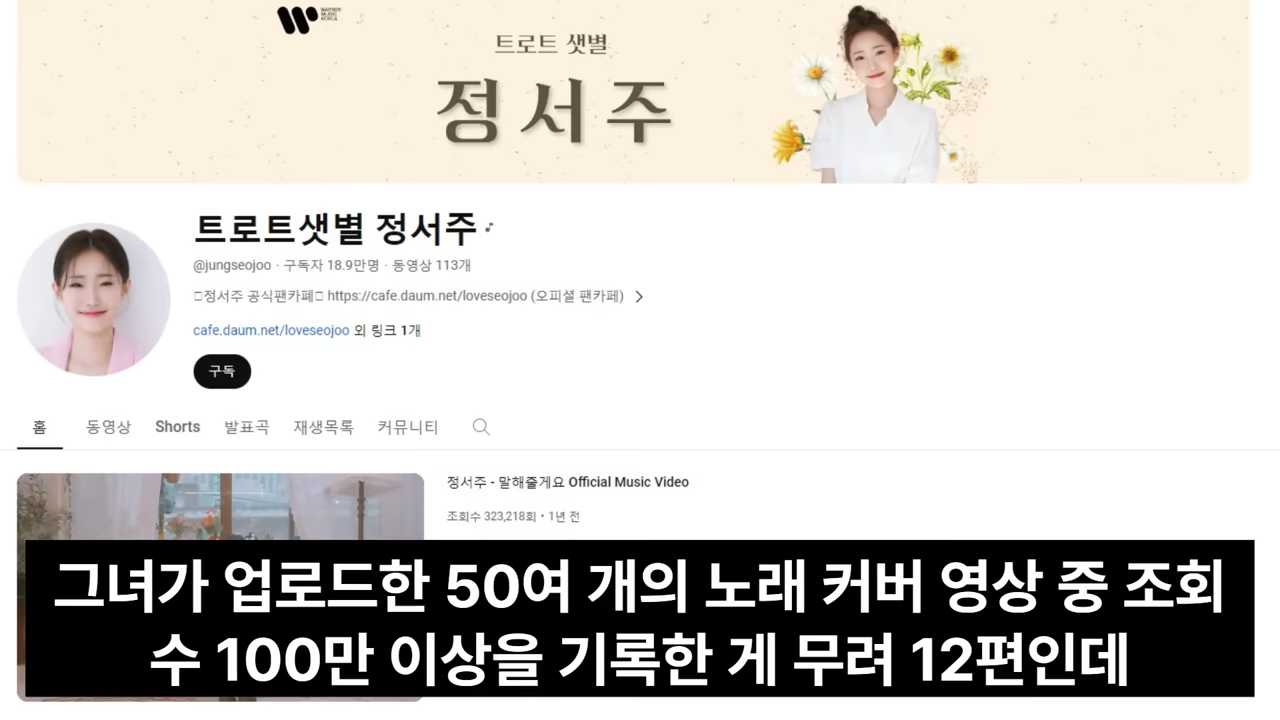 WARNER
MUSIC
KOREA
트로트 샛별
정서주
트로트샛별 정서주
@jungseojoo · 구독자 18.9만명 · 동영상 113개
정서주 공식팬카페 https://cafe.daum.net/loveseojoo (오피셜 팬카페)
cafe.daum.net/loveseojoo 외 링크 1개
구독
홈 동영상 Shorts 발표곡 재생목록 커뮤니티
정서주 - 말해줄게요 Official Music Video
조회수 323,218회 • 1년 전
그녀가 업로드한 50여 개의 노래 커버 영상 중 조회
수 100만 이상을 기록한 게 무려 12편인데